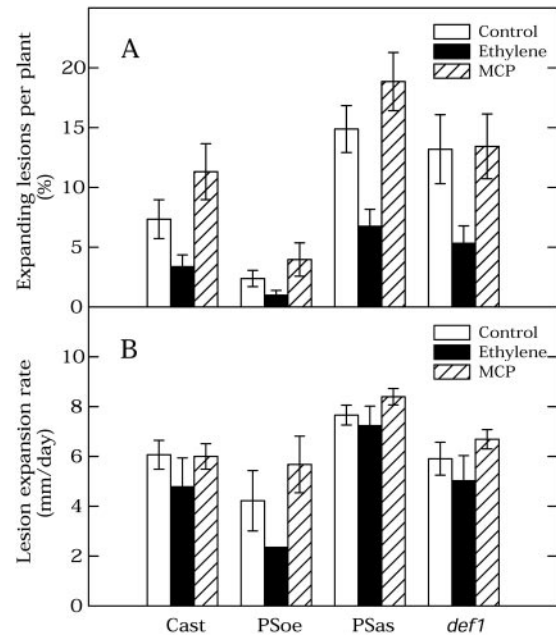 A
Control
Ethylene
MCP
Expanding lesions per plant
(%)
20
15
10
5
0
B
Control
Ethylene
MCP
Lesion expansion rate
(mm/day)
10
8
6
4
2
0
Cast PSoe PSas def1